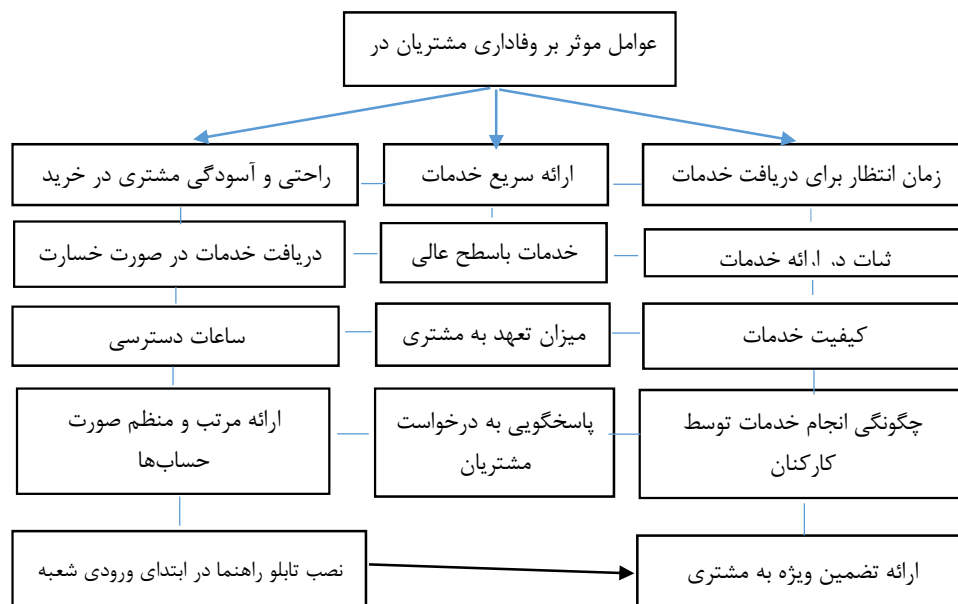 عوامل موثر بر وفاداری مشتریان در
زمان انتظار برای دریافت خدمات
ارائه سریع خدمات
راحتی و آسودگی مشتری در خرید
ثبات در ارائه خدمات
خدمات باسطح عالی
دریافت خدمات در صورت خسارت
کیفیت خدمات
میزان تعهد به مشتری
ساعات دسترسی
چگونگی انجام خدمات توسط
کارکنان
پاسخگویی به درخواست
مشتریان
ارائه مرتب و منظم صورت
حساب‌ها
ارائه تضمین ویژه به مشتری
نصب تابلو راهنما در ابتدای ورودی شعبه